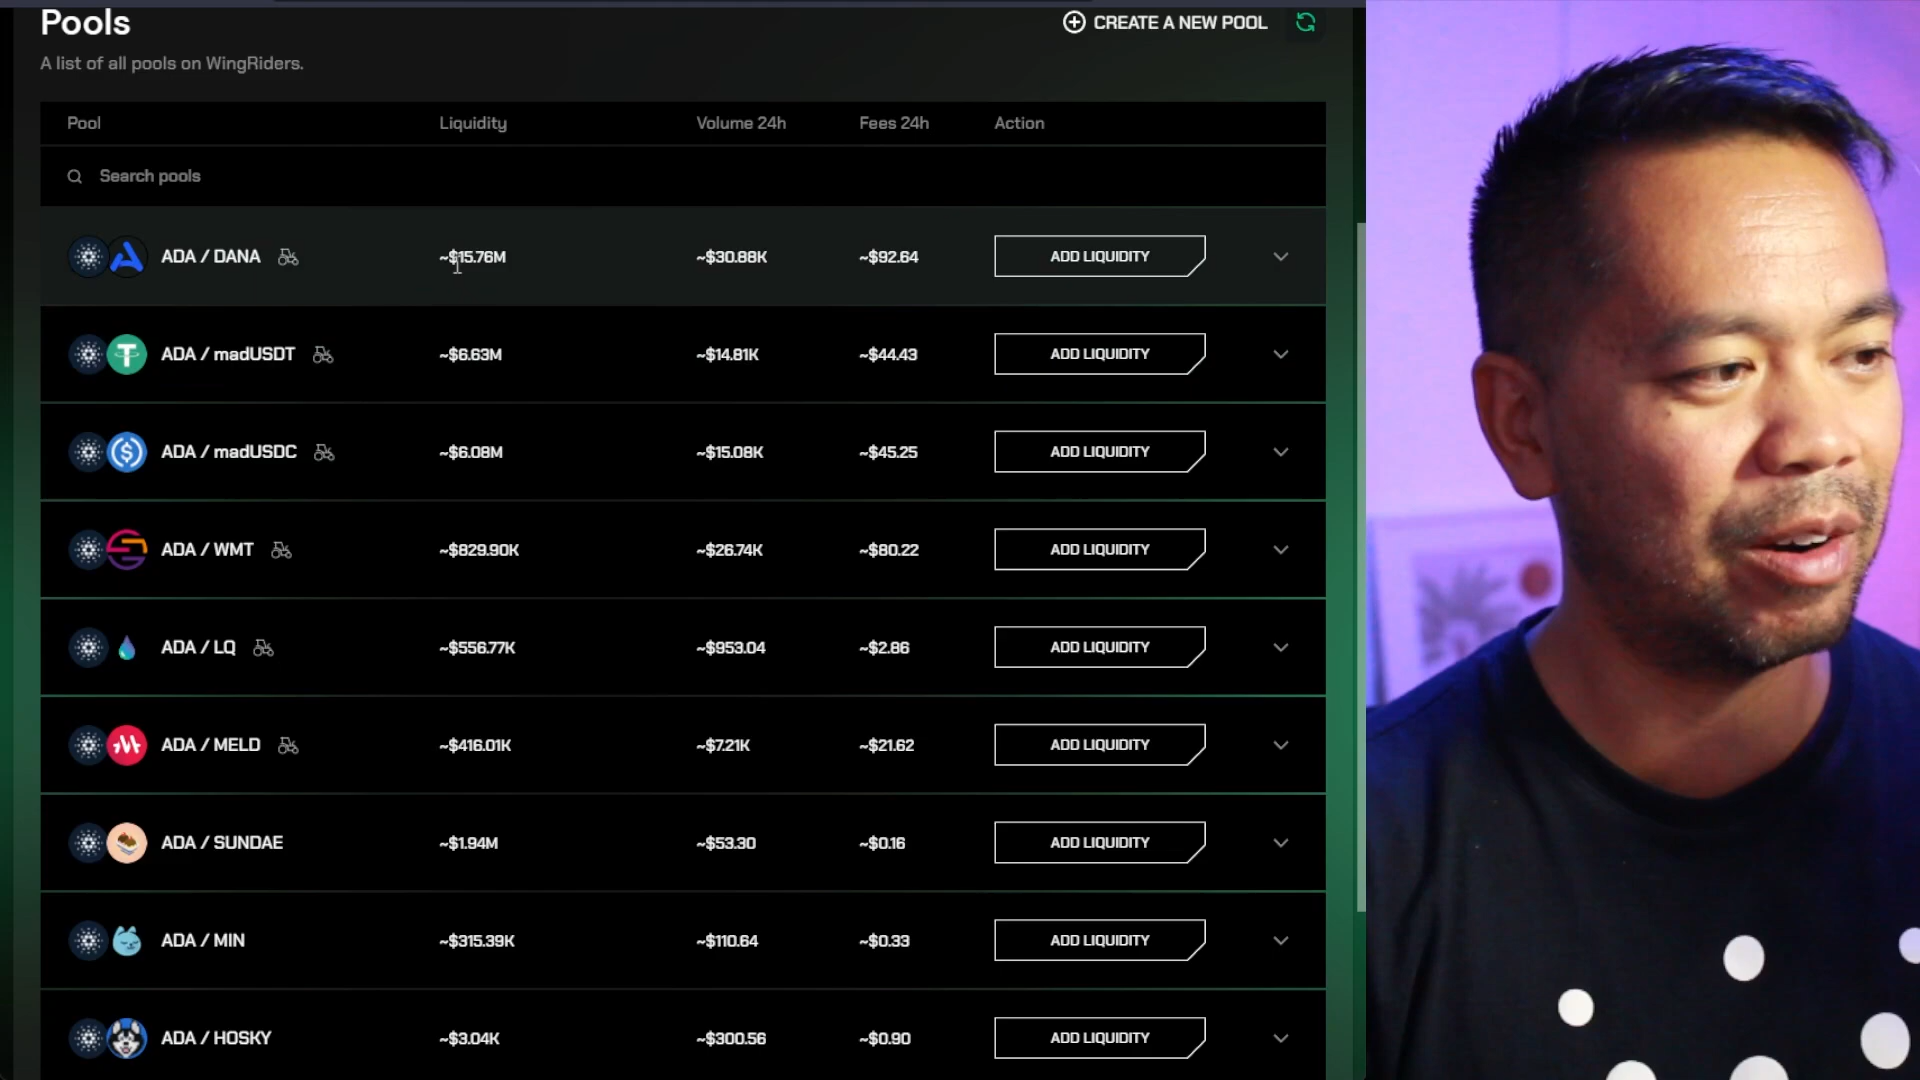 Pools
CREATE A NEW POOL
A list of all pools on WingRiders.
Pool Liquidity Volume 24h Fees 24h Action
Search pools
ADA / DANA ~$15.76M ~$30.88K ~$92.64 ADD LIQUIDITY
ADA / madUSDT ~$6.63M ~$14.81K ~$44.43 ADD LIQUIDITY
ADA / madUSDC ~$6.08M ~$15.08K ~$45.25 ADD LIQUIDITY
ADA / WMT ~$829.90K ~$26.74K ~$80.22 ADD LIQUIDITY
ADA / LQ ~$556.77K ~$953.04 ~$2.86 ADD LIQUIDITY
ADA / MELD ~$416.01K ~$7.21K ~$21.62 ADD LIQUIDITY
ADA / SUNDAE ~$1.94M ~$53.30 ~$0.16 ADD LIQUIDITY
ADA / MIN ~$315.39K ~$110.64 ~$0.33 ADD LIQUIDITY
ADA / HOSKY ~$3.04K ~$300.56 ~$0.90 ADD LIQUIDITY